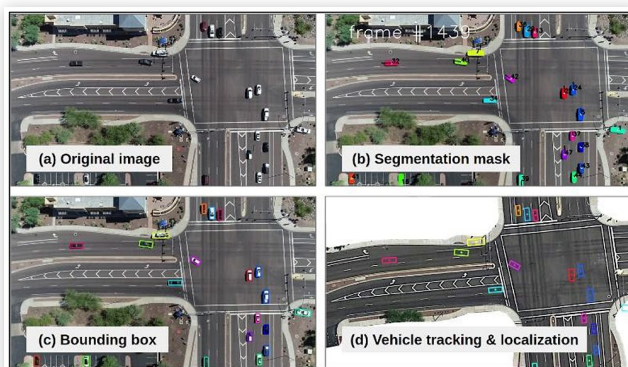 frame #1439
(a) Original image
(b) Segmentation mask
(c) Bounding box
(d) Vehicle tracking & localization